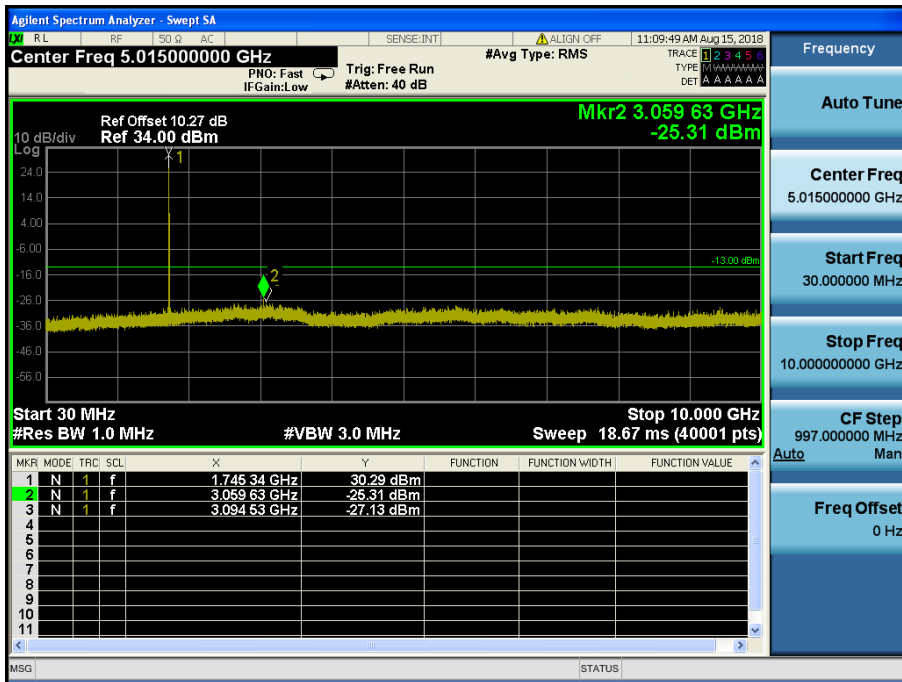 Agilent Spectrum Analyzer - Swept SA
LXI RL RF 50 Ω AC SENSE:INT ALIGN OFF 11:09:49 AM Aug 15, 2018
Center Freq 5.015000000 GHz
PNO: Fast
IFGain:Low
Trig: Free Run
#Atten: 40 dB
#Avg Type: RMS
TRACE 1 2 3 4 5 6
TYPE MWWWWW
DET A A A A A A
Frequency
Mkr2 3.059 63 GHz
-25.31 dBm
Ref Offset 10.27 dB
10 dB/div Ref 34.00 dBm
Log
1
24.0
14.0
4.00
-6.00
-13.00 dBm
-16.0
2
-26.0
-36.0
-46.0
-56.0
Start 30 MHz Stop 10.000 GHz
#Res BW 1.0 MHz #VBW 3.0 MHz Sweep 18.67 ms (40001 pts)
MKR MODE TRC SCL X Y FUNCTION FUNCTION WIDTH FUNCTION VALUE
1 N 1 f 1.745 34 GHz 30.29 dBm
2 N 1 f 3.059 63 GHz -25.31 dBm
3 N 1 f 3.094 53 GHz -27.13 dBm
4
5
6
7
8
9
10
11
MSG STATUS
Auto Tune
Center Freq
5.015000000 GHz
Start Freq
30.000000 MHz
Stop Freq
10.000000000 GHz
CF Step
997.000000 MHz
Auto Man
Freq Offset
0 Hz